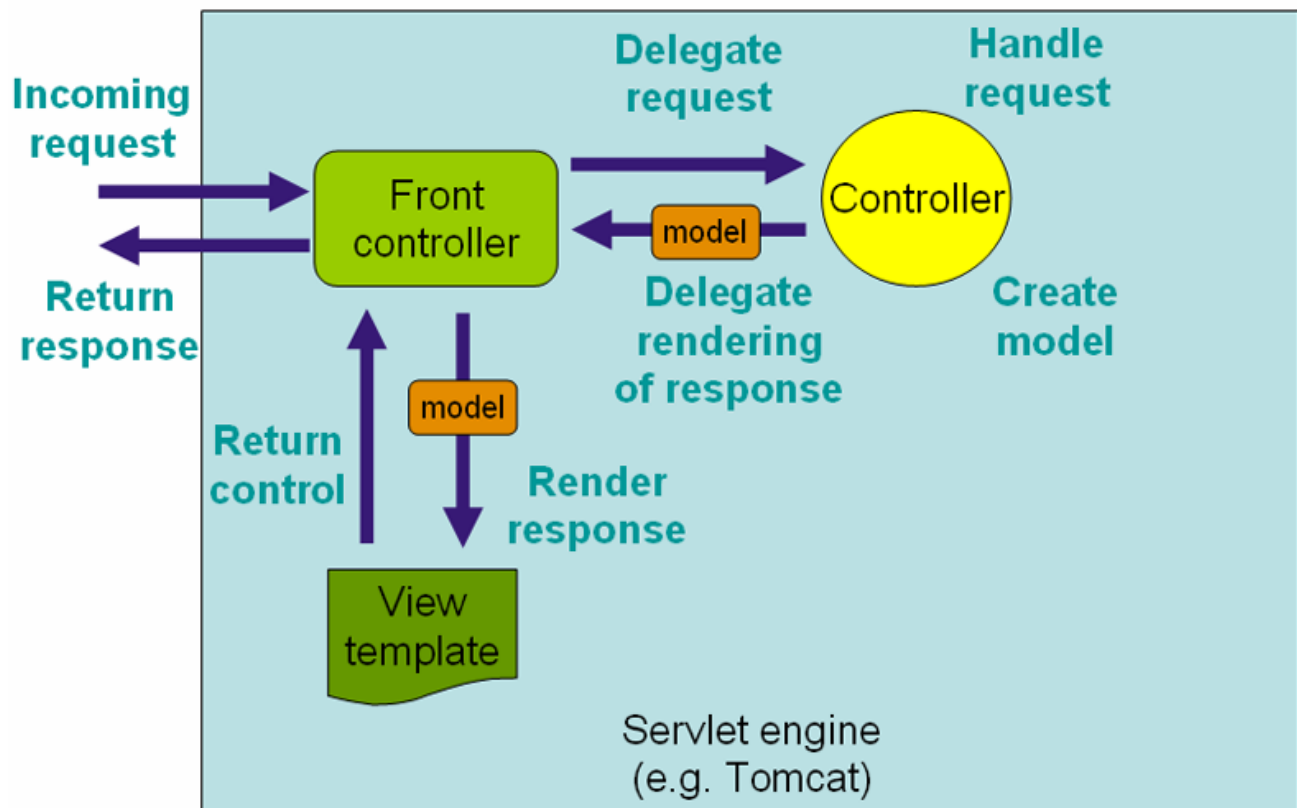 Incoming
request
Return
response
Front
controller
Delegate
request
Handle
request
Controller
model
Delegate
rendering
of response
Create
model
Return
control
model
Render
response
View
template
Servlet engine
(e.g. Tomcat)